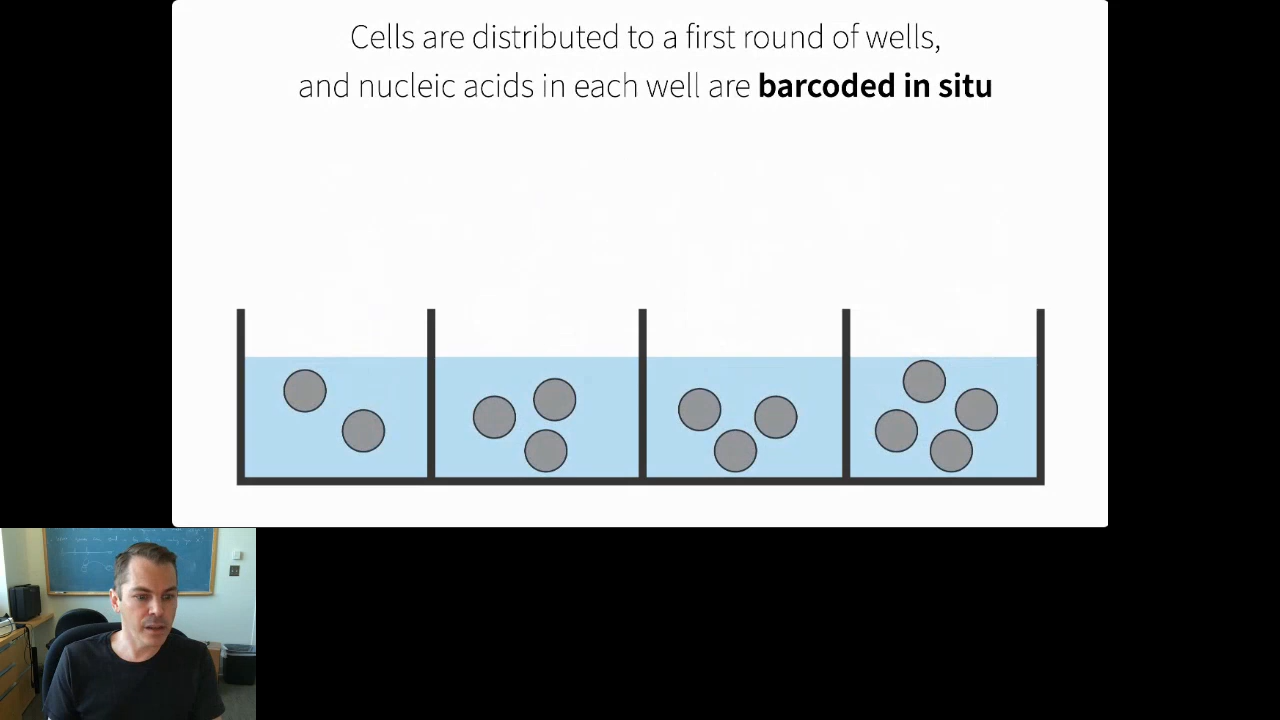 Cells are distributed to a first round of wells,
and nucleic acids in each well are barcoded in situ